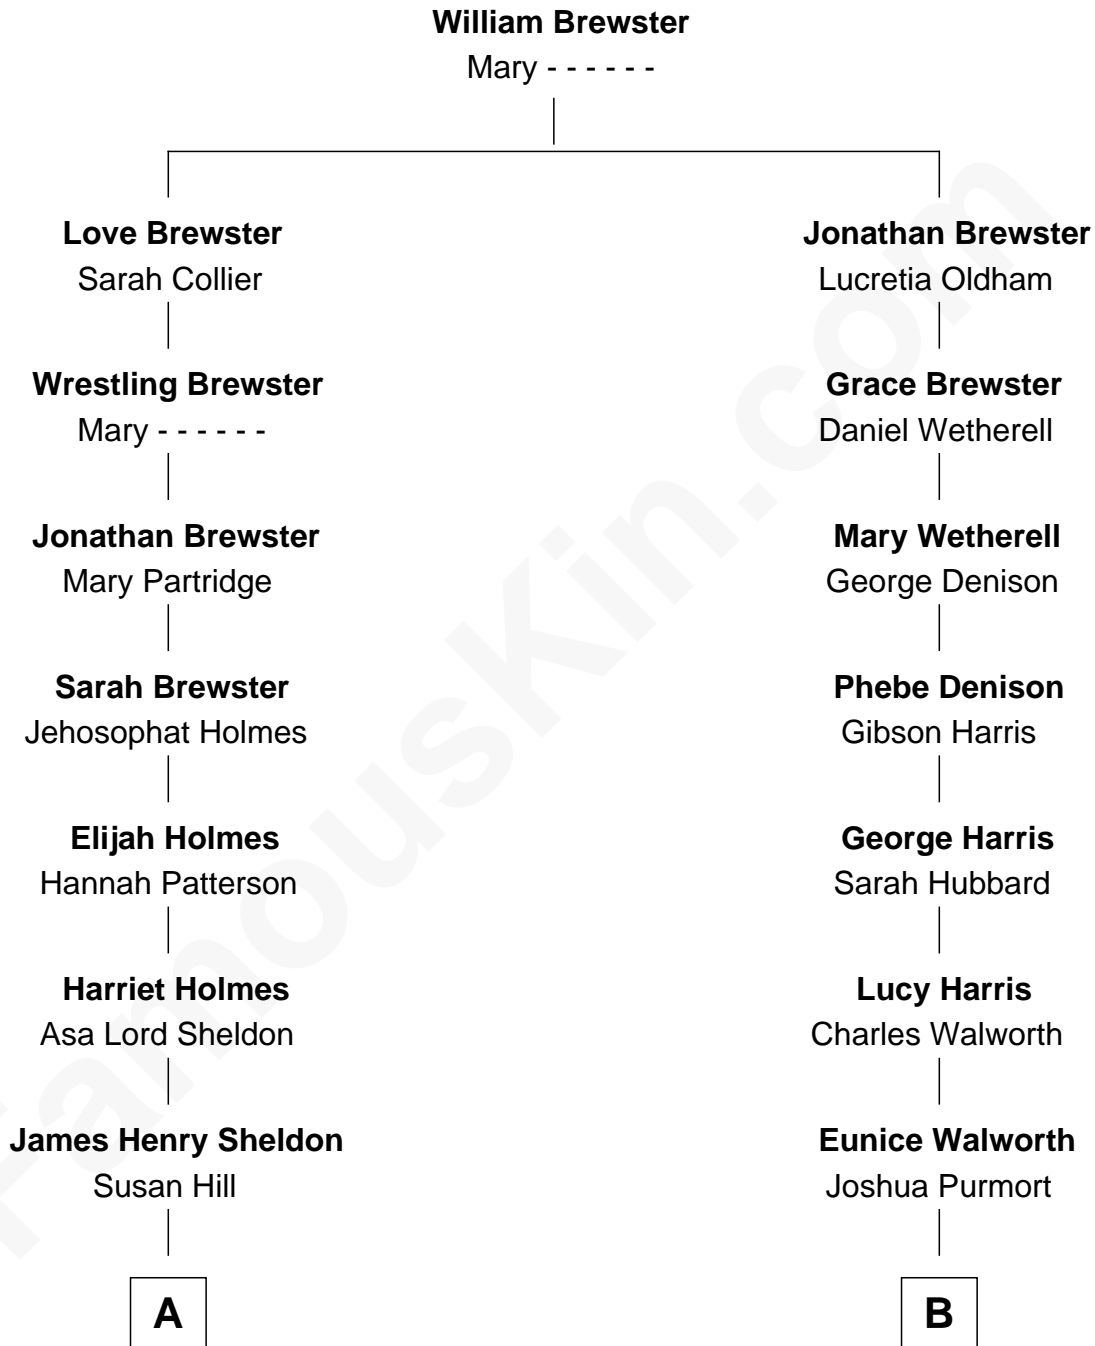 William Brewster
Mary - - - - - -
Love Brewster
Sarah Collier
Jonathan Brewster
Lucretia Oldham
Wrestling Brewster
Mary - - - - - -
Grace Brewster
Daniel Wetherell
Jonathan Brewster
Mary Partridge
Mary Wetherell
George Denison
Sarah Brewster
Jehosophat Holmes
Phebe Denison
Gibson Harris
Elijah Holmes
Hannah Patterson
George Harris
Sarah Hubbard
Harriet Holmes
Asa Lord Sheldon
Lucy Harris
Charles Walworth
James Henry Sheldon
Susan Hill
Eunice Walworth
Joshua Purmort
A
B
FamousKin.com